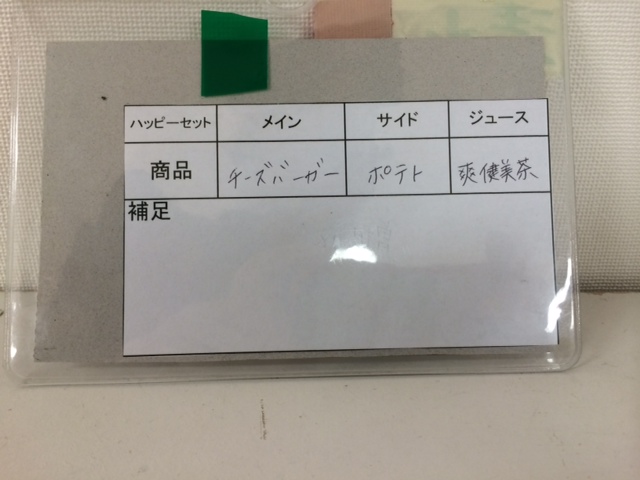 ハッピーセット メイン サイド ジュース
商品 チーズバーガー ポテト 爽健美茶
補足